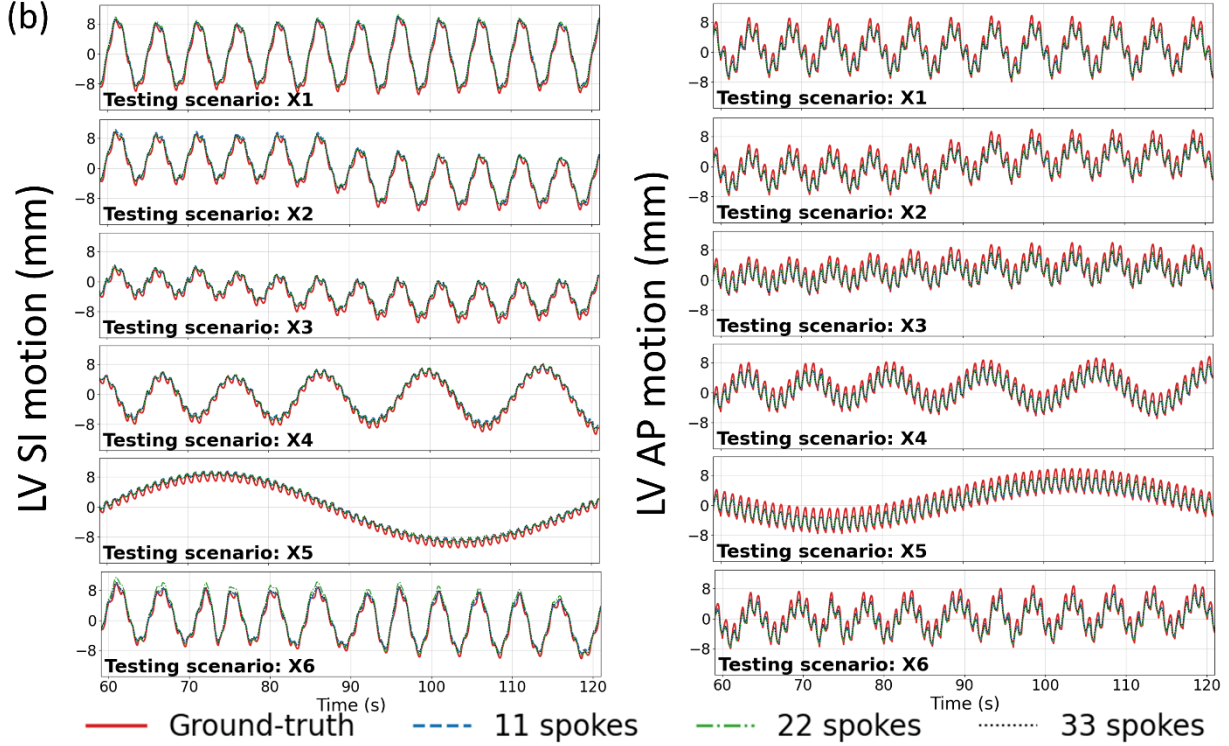 (b)
LV SI motion (mm)
8
0
−8
Testing scenario: X1
8
0
−8
Testing scenario: X2
8
0
−8
Testing scenario: X3
8
0
−8
Testing scenario: X4
8
0
−8
Testing scenario: X5
8
0
−8
Testing scenario: X6
60 70 80 90 100 110 120
Time (s)
LV AP motion (mm)
8
0
−8
Testing scenario: X1
8
0
−8
Testing scenario: X2
8
0
−8
Testing scenario: X3
8
0
−8
Testing scenario: X4
8
0
−8
Testing scenario: X5
8
0
−8
Testing scenario: X6
60 70 80 90 100 110 120
Time (s)
Ground-truth 11 spokes 22 spokes 33 spokes